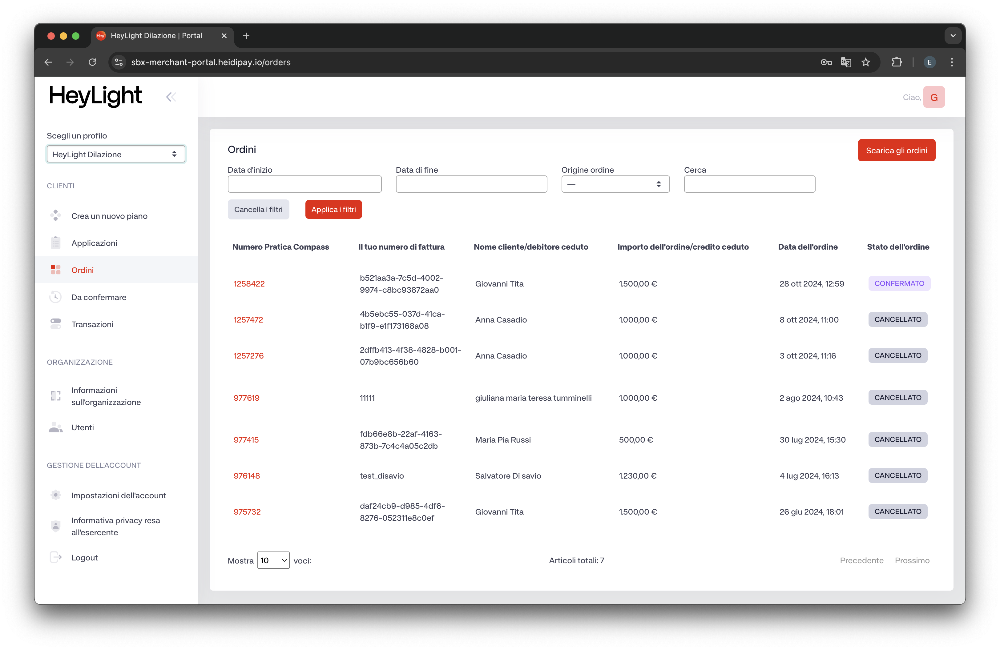 Hey
HeyLight Dilazione | Portal
sbx-merchant-portal.heidipay.io/orders
E
HeyLight
Ciao,
G
Scegli un profilo
HeyLight Dilazione
CLIENTI
Crea un nuovo piano
Applicazioni
Ordini
Da confermare
Transazioni
ORGANIZZAZIONE
Informazioni
sull'organizzazione
Utenti
GESTIONE DELL'ACCOUNT
Impostazioni dell'account
Informativa privacy resa
all'esercente
Logout
Ordini
Scarica gli ordini
Data d'inizio Data di fine Origine ordine Cerca
—
Cancella i filtri Applica i filtri
Numero Pratica Compass Il tuo numero di fattura Nome cliente/debitore ceduto Importo dell'ordine/credito ceduto Data dell'ordine Stato dell'ordine
b521aa3a-7c5d-4002-
1258422 9974-c8bc93872aa0 Giovanni Tita 1.500,00 € 28 ott 2024, 12:59 CONFERMATO
4b5ebc55-037d-41ca-
1257472 b1f9-e1f173168a08 Anna Casadio 1.000,00 € 8 ott 2024, 11:00 CANCELLATO
2dffb413-4f38-4828-b001-
1257276 07b9bc656b60 Anna Casadio 1.000,00 € 3 ott 2024, 11:16 CANCELLATO
977619 11111 giuliana maria teresa tumminelli 1.000,00 € 2 ago 2024, 10:43 CANCELLATO
fdb66e8b-22af-4163-
977415 873b-7c4c4a05c2db Maria Pia Russi 500,00 € 30 lug 2024, 15:30 CANCELLATO
976148 test_disavio Salvatore Di savio 1.230,00 € 4 lug 2024, 16:13 CANCELLATO
daf24cb9-d985-4df6-
975732 8276-052311e8c0ef Giovanni Tita 1.500,00 € 26 giu 2024, 18:01 CANCELLATO
Mostra 10 voci: Articoli totali: 7 Precedente Prossimo